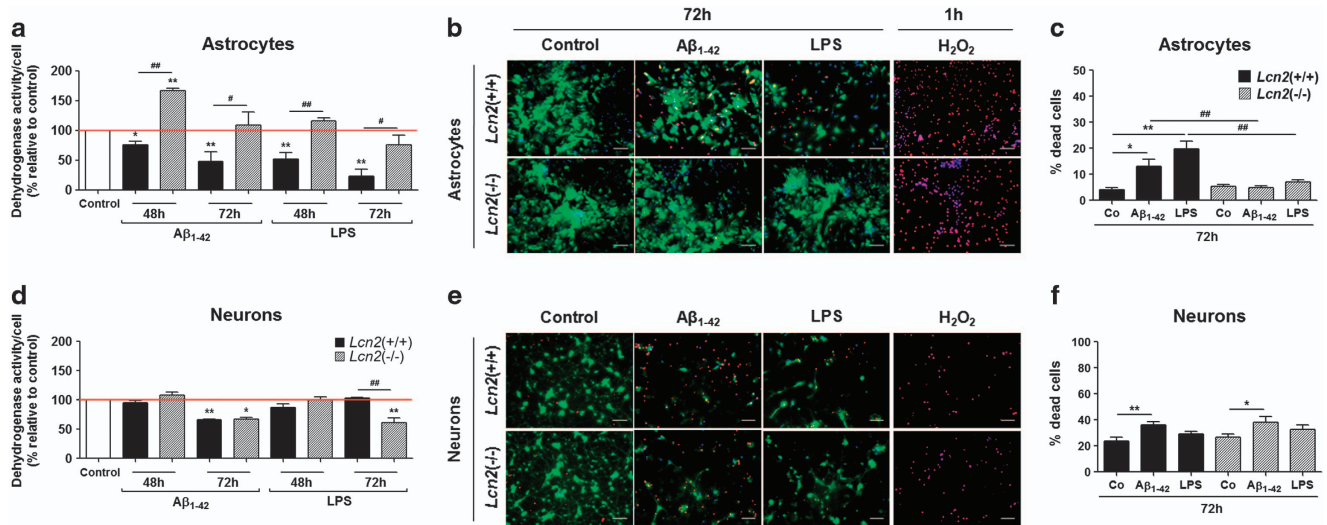 a
Astrocytes
Dehydrogenase activity/cell
(% relative to control)
200
150
100
50
0
## ** # ##
* ** ** #
**
Control
48h 72h 48h 72h
Aβ1-42 LPS
b
72h 1h
Control Aβ1-42 LPS H2O2
Astrocytes
Lcn2(+/+)
Lcn2(-/-)
c
Astrocytes
Lcn2(+/+)
Lcn2(-/-)
% dead cells
50
40
30
20
10
0
##
** ##
*
Co Aβ1-42 LPS Co Aβ1-42 LPS
72h
d
Neurons
Lcn2(+/+)
Lcn2(-/-)
Dehydrogenase activity/cell
(% relative to control)
200
150
100
50
0
##
** * **
Control
48h 72h 48h 72h
Aβ1-42 LPS
e
Control Aβ1-42 LPS H2O2
Neurons
Lcn2(+/+)
Lcn2(-/-)
f
Neurons
% dead cells
100
80
60
40
20
0
** *
Co Aβ1-42 LPS Co Aβ1-42 LPS
72h